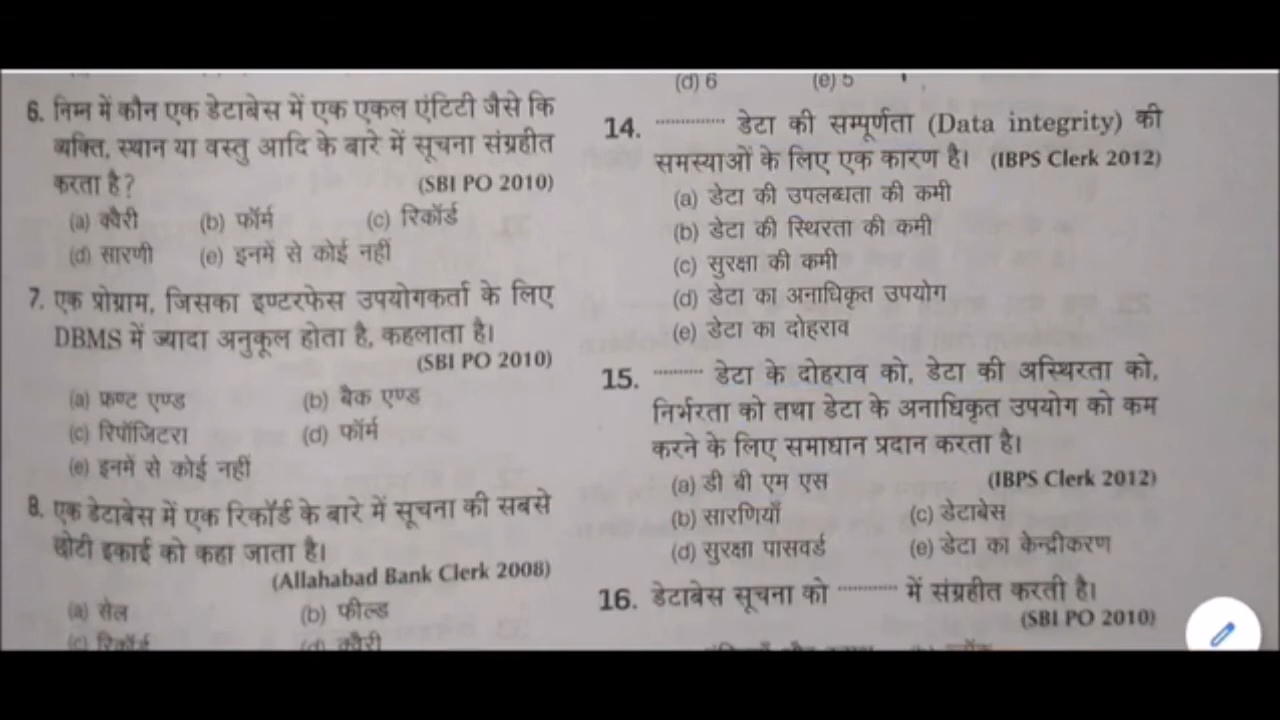 6. निम्न में कौन एक डेटाबेस में एक एकल एंटिटी जैसे कि
व्यक्ति, स्थान या वस्तु आदि के बारे में सूचना संग्रहीत
करता है? (SBI PO 2010)
(a) क्वैरी (b) फॉर्म (c) रिकॉर्ड
(d) सारणी (e) इनमें से कोई नहीं
7. एक प्रोग्राम, जिसका इण्टरफेस उपयोगकर्ता के लिए
DBMS में ज्यादा अनुकूल होता है, कहलाता है।
(SBI PO 2010)
(a) फ्रण्ट एण्ड (b) बैक एण्ड
(c) रिपॉजिटरी (d) फॉर्म
(e) इनमें से कोई नहीं
8. एक डेटाबेस में एक रिकॉर्ड के बारे में सूचना की सबसे
छोटी इकाई को कहा जाता है।
(Allahabad Bank Clerk 2008)
(a) सेल (b) फील्ड
(c) रिकॉर्ड (d) क्वैरी
(d) 6 (e) 5
14. ............ डेटा की सम्पूर्णता (Data integrity) की
समस्याओं के लिए एक कारण है। (IBPS Clerk 2012)
(a) डेटा की उपलब्धता की कमी
(b) डेटा की स्थिरता की कमी
(c) सुरक्षा की कमी
(d) डेटा का अनाधिकृत उपयोग
(e) डेटा का दोहराव
15. ......... डेटा के दोहराव को, डेटा की अस्थिरता को,
निर्भरता को तथा डेटा के अनाधिकृत उपयोग को कम
करने के लिए समाधान प्रदान करता है।
(a) डी बी एम एस (IBPS Clerk 2012)
(b) सारणियाँ (c) डेटाबेस
(d) सुरक्षा पासवर्ड (e) डेटा का केन्द्रीकरण
16. डेटाबेस सूचना को ........... में संग्रहीत करती है।
(SBI PO 2010)